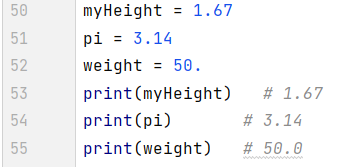 50 myHeight = 1.67
51 pi = 3.14
52 weight = 50.
53 print(myHeight)   # 1.67
54 print(pi)       # 3.14
55 print(weight)   # 50.0